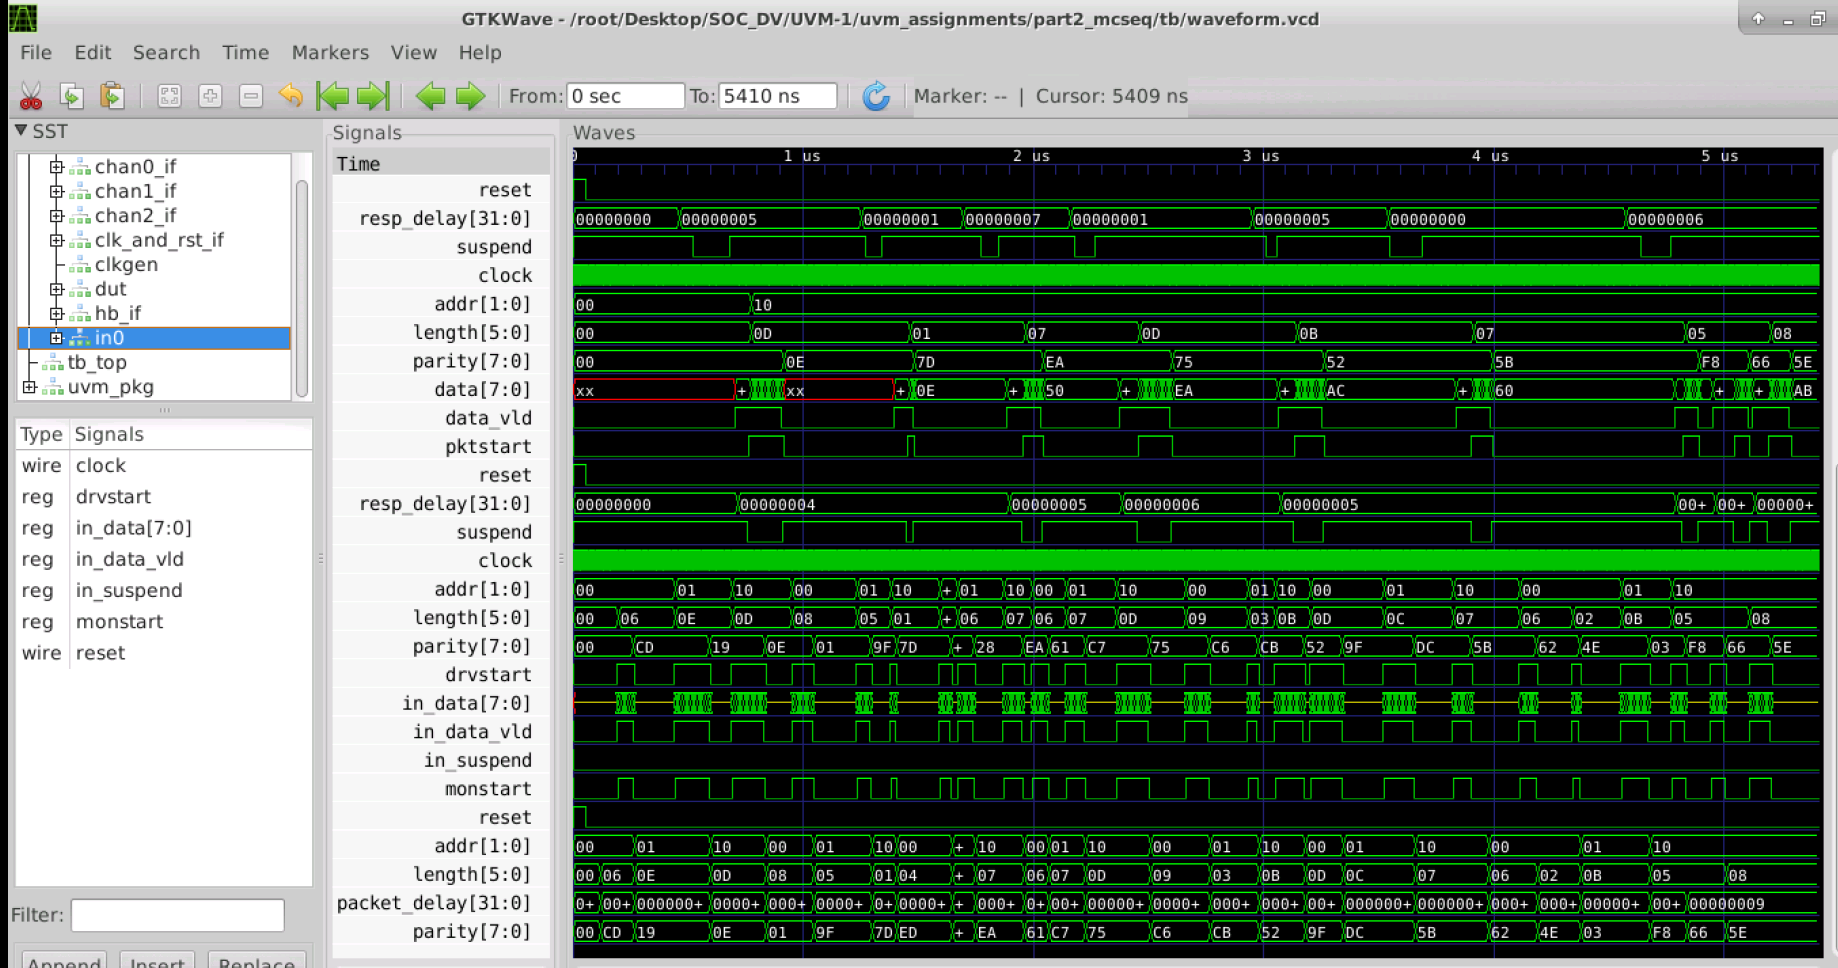 GTKWave - /root/Desktop/SOC_DV/UVM-1/uvm_assignments/part2_mcseq/tb/waveform.vcd
File Edit Search Time Markers View Help
From: 0 sec To: 5410 ns Marker: -- | Cursor: 5409 ns
SST
chan0_if
chan1_if
chan2_if
clk_and_rst_if
clkgen
dut
hb_if
in0
tb_top
uvm_pkg
Type Signals
wire clock
reg drvstart
reg in_data[7:0]
reg in_data_vld
reg in_suspend
reg monstart
wire reset
Filter:
Append Insert Replace
Signals
Waves
Time 0 1 us 2 us 3 us 4 us 5 us
reset
resp_delay[31:0] 00000000 00000005 00000001 00000007 00000001 00000005 00000000 00000006
suspend
clock
addr[1:0] 00 10
length[5:0] 00 0D 01 07 0D 0B 07 05 08
parity[7:0] 00 0E 7D EA 75 52 5B F8 66 5E
data[7:0] xx + xx + 0E + 50 + EA + AC + 60 + + AB
data_vld
pktstart
reset
resp_delay[31:0] 00000000 00000004 00000005 00000006 00000005 00+ 00+ 00000+
suspend
clock
addr[1:0] 00 01 10 00 01 10 + 01 10 00 01 10 00 01 10 00 01 10 00 01 10
length[5:0] 00 06 0E 0D 08 05 01 + 06 07 06 07 0D 09 03 0B 0D 0C 07 06 02 0B 05 08
parity[7:0] 00 CD 19 0E 01 9F 7D + 28 EA 61 C7 75 C6 CB 52 9F DC 5B 62 4E 03 F8 66 5E
drvstart
in_data[7:0]
in_data_vld
in_suspend
monstart
reset
addr[1:0] 00 01 10 00 01 10 00 + 10 00 01 10 00 01 10 00 01 10 00 01 10
length[5:0] 00 06 0E 0D 08 05 01 04 + 07 06 07 0D 09 03 0B 0D 0C 07 06 02 0B 05 08
packet_delay[31:0] 0+ 00+ 000000+ 0000+ 000+ 0000+ 0+ 0000+ + 000+ 0+ 00+ 00000+ 0000+ 000+ 000+ 00+ 000000+ 000000+ 000+ 000+ 00000+ 00+ 00000009
parity[7:0] 00 CD 19 0E 01 9F 7D ED + EA 61 C7 75 C6 CB 52 9F DC 5B 62 4E 03 F8 66 5E